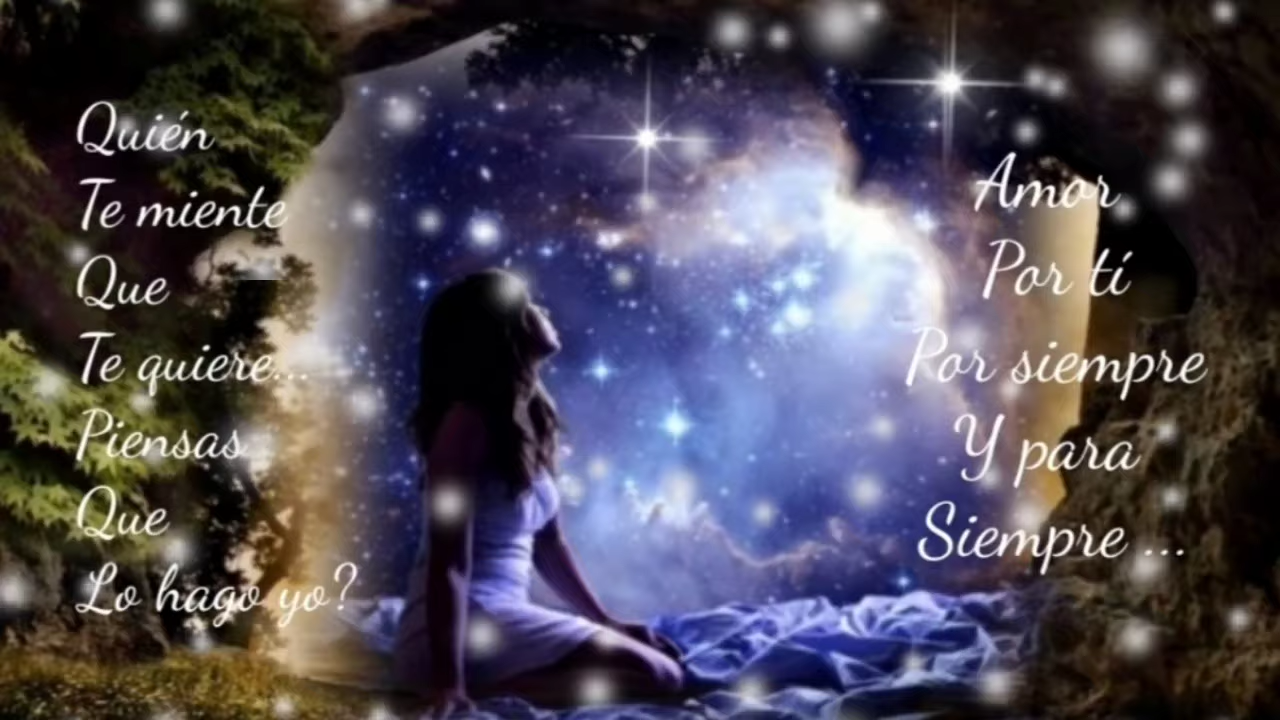 Quién
Te miente
Que
Te quiere...
Piensas
Que
Lo hago yo?
Amor
Por tí
Por siempre
Y para
Siempre ...